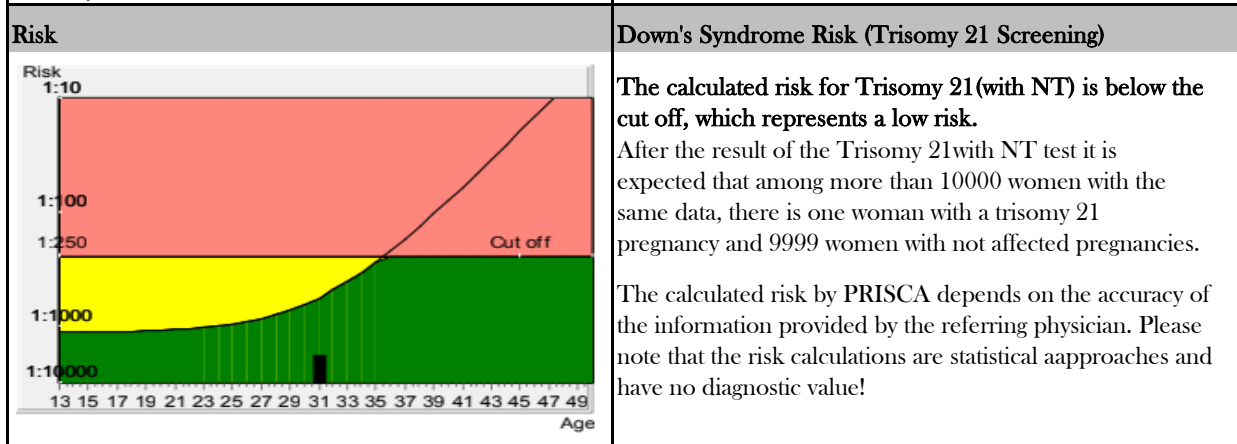 Risk
Down's Syndrome Risk (Trisomy 21 Screening)
Risk
1:10
1:100
1:250
Cut off
1:1000
1:10000
13 15 17 19 21 23 25 27 29 31 33 35 37 39 41 43 45 47 49
Age
The calculated risk for Trisomy 21(with NT) is below the
cut off, which represents a low risk.
After the result of the Trisomy 21with NT test it is
expected that among more than 10000 women with the
same data, there is one woman with a trisomy 21
pregnancy and 9999 women with not affected pregnancies.
The calculated risk by PRISCA depends on the accuracy of
the information provided by the referring physician. Please
note that the risk calculations are statistical aapproaches and
have no diagnostic value!